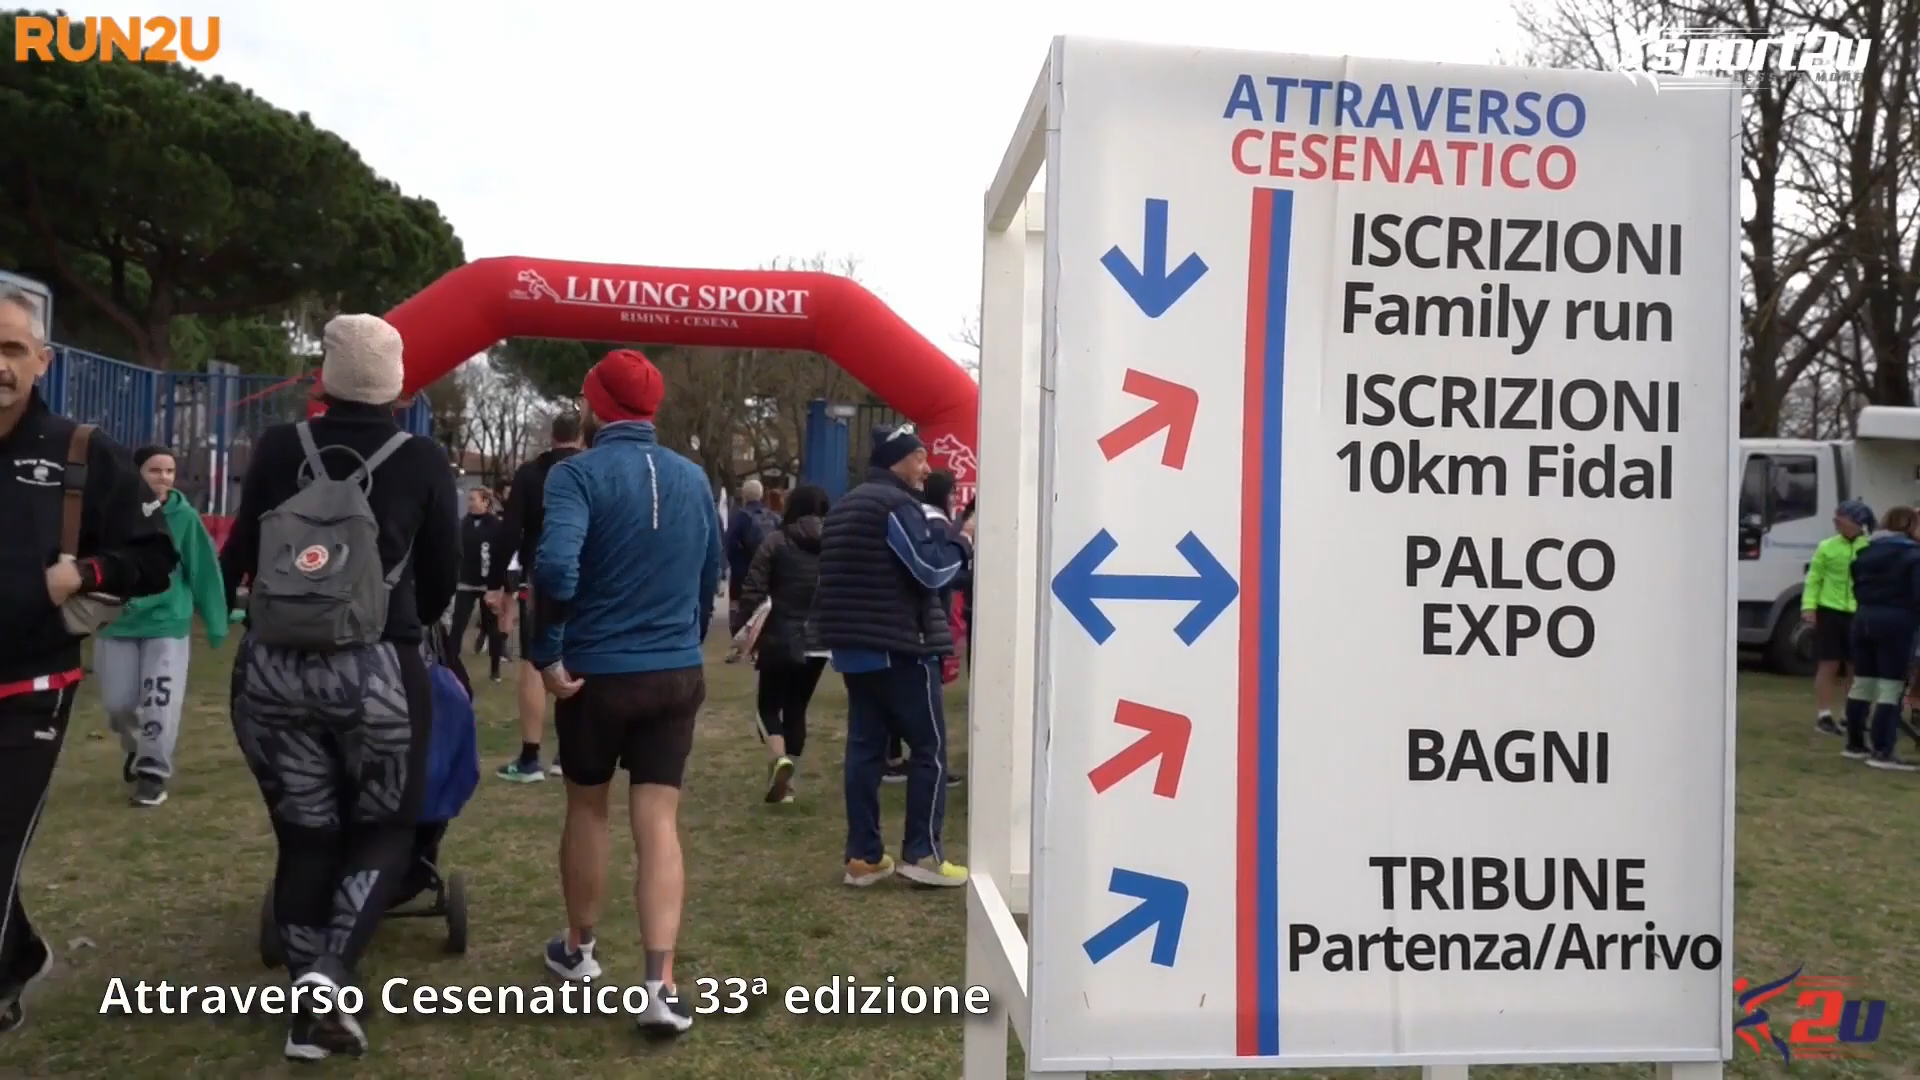 RUN2U
sport2u
ATTRAVERSO
CESENATICO
ISCRIZIONI
Family run
ISCRIZIONI
10km Fidal
PALCO
EXPO
BAGNI
TRIBUNE
Partenza/Arrivo
LIVING SPORT
RIMINI - CESENA
25
Attraverso Cesenatico - 33ª edizione
2u